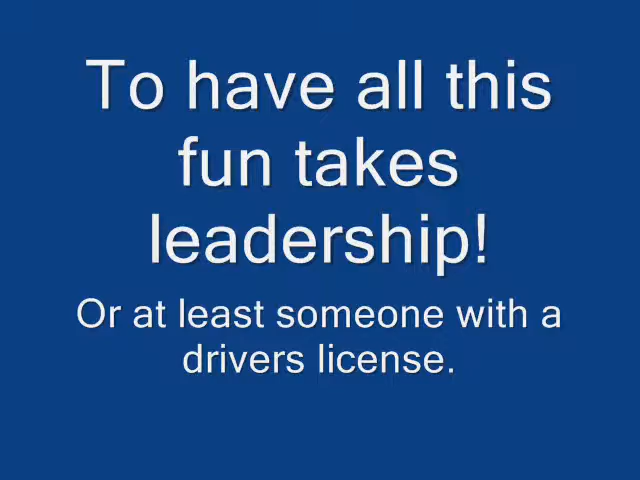 To have all this
fun takes
leadership!
Or at least someone with a
drivers license.